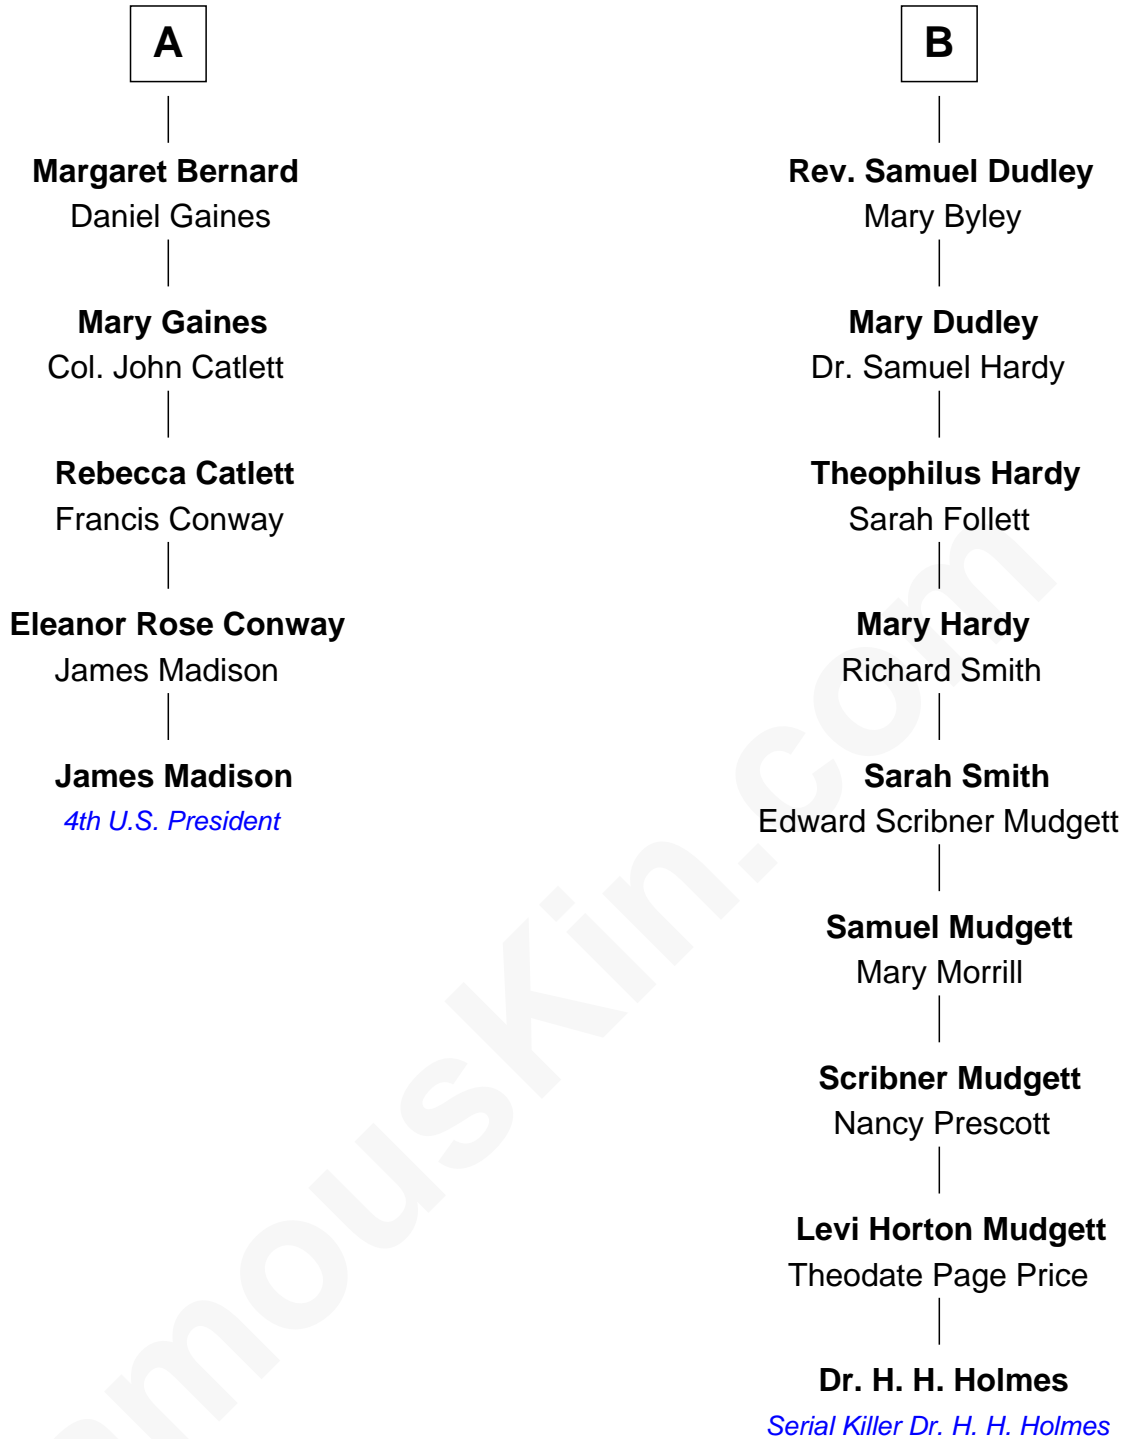 A
Margaret Bernard
Daniel Gaines
Mary Gaines
Col. John Catlett
Rebecca Catlett
Francis Conway
Eleanor Rose Conway
James Madison
James Madison
4th U.S. President
B
Rev. Samuel Dudley
Mary Byley
Mary Dudley
Dr. Samuel Hardy
Theophilus Hardy
Sarah Follett
Mary Hardy
Richard Smith
Sarah Smith
Edward Scribner Mudgett
Samuel Mudgett
Mary Morrill
Scribner Mudgett
Nancy Prescott
Levi Horton Mudgett
Theodate Page Price
Dr. H. H. Holmes
Serial Killer Dr. H. H. Holmes
amousKin.com